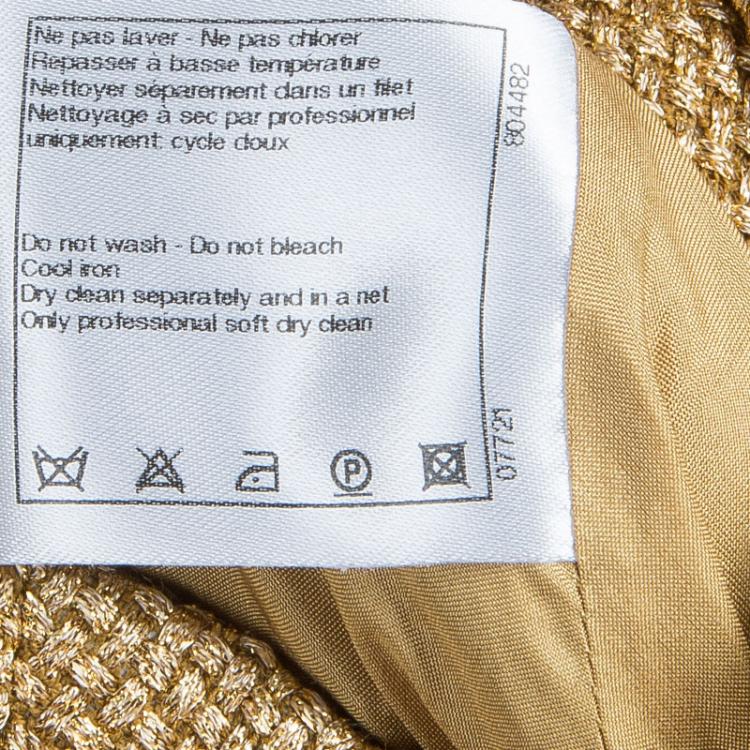 Ne pas laver - Ne pas chlorer
Repasser à basse température
Nettoyer séparement dans un filet
Nettoyage à sec par professionnel
uniquement: cycle doux
Do not wash - Do not bleach
Cool iron
Dry clean separately and in a net
Only professional soft dry clean
P
804482
07721